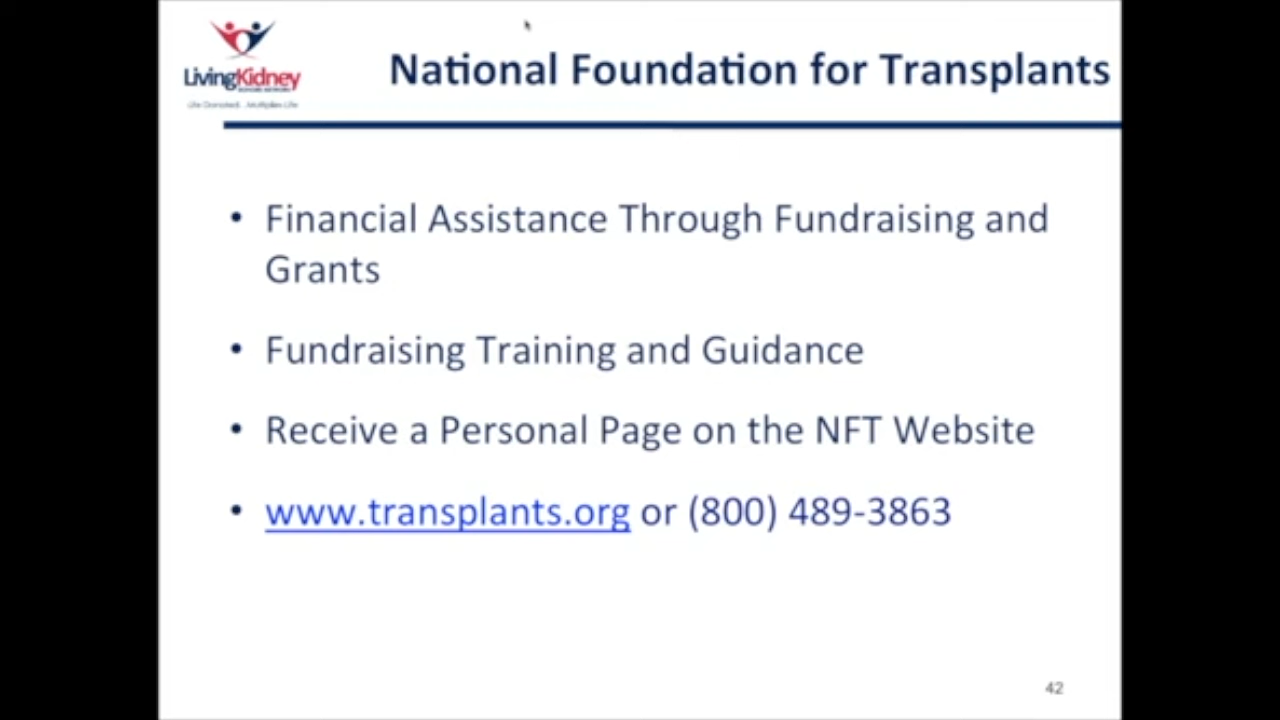 LivingKidney
National Foundation for Transplants
• Financial Assistance Through Fundraising and
Grants
• Fundraising Training and Guidance
• Receive a Personal Page on the NFT Website
• www.transplants.org or (800) 489-3863
42